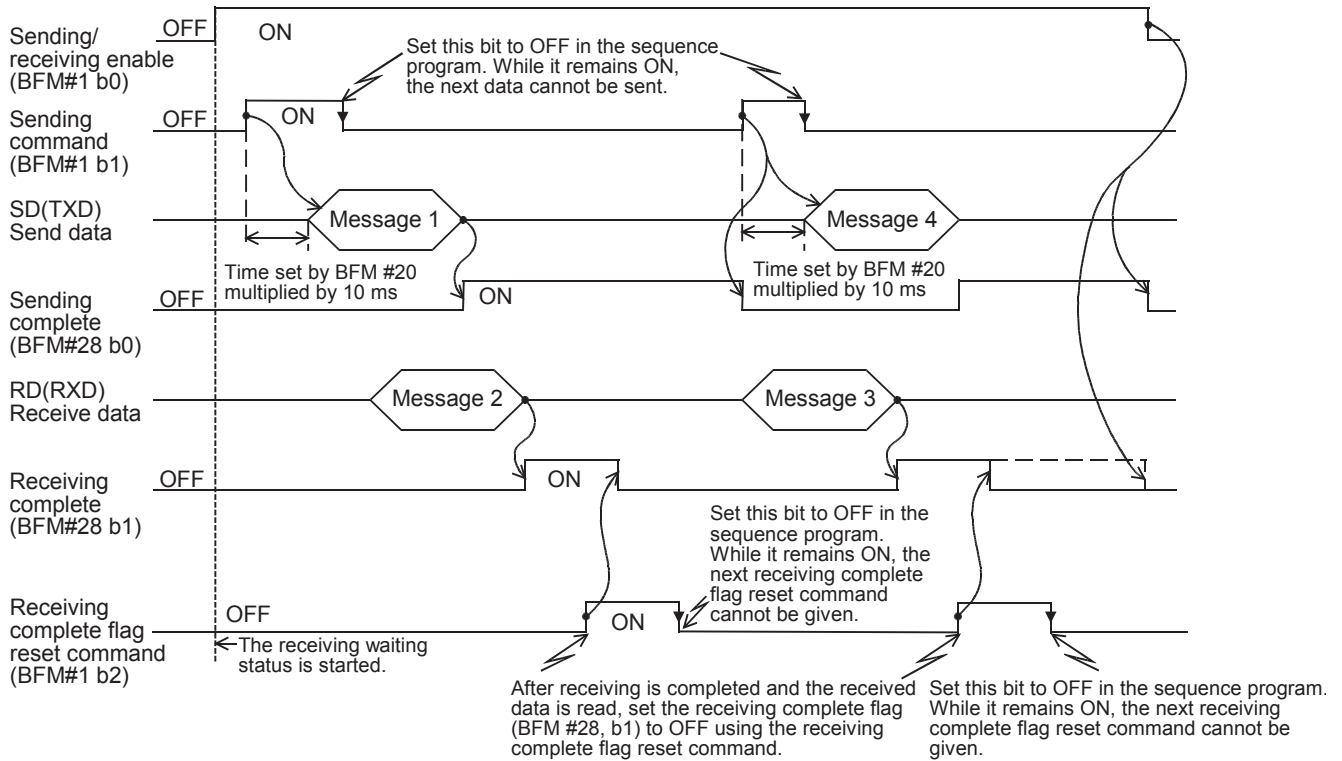 Sending/
receiving enable
(BFM#1 b0)
OFF
ON
Set this bit to OFF in the sequence
program. While it remains ON,
the next data cannot be sent.
Sending
command
(BFM#1 b1)
OFF
ON
SD(TXD)
Send data
Message 1
Message 4
Time set by BFM #20
multiplied by 10 ms
Time set by BFM #20
multiplied by 10 ms
Sending
complete
(BFM#28 b0)
OFF
ON
RD(RXD)
Receive data
Message 2
Message 3
Receiving
complete
(BFM#28 b1)
OFF
ON
Set this bit to OFF in the
sequence program.
While it remains ON, the
next receiving complete
flag reset command
cannot be given.
Receiving
complete flag
reset command
(BFM#1 b2)
OFF
ON
The receiving waiting
status is started.
After receiving is completed and the received
data is read, set the receiving complete flag
(BFM #28, b1) to OFF using the receiving
complete flag reset command.
Set this bit to OFF in the sequence program.
While it remains ON, the next receiving
complete flag reset command cannot be
given.